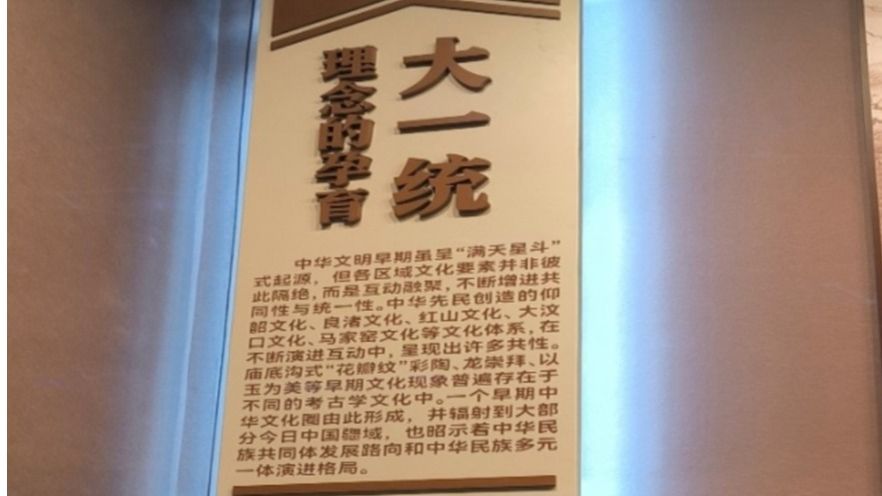 大一统
理念的孕育
中华文明早期虽呈“满天星斗”
式起源，但各区域文化要素并非彼
此隔绝，而是互动融聚，不断增进共
同性与统一性。中华先民创造的仰
韶文化、良渚文化、红山文化、大汶
口文化、马家窑文化等文化体系，在
不断演进互动中，呈现出许多共性。
庙底沟式“花瓣纹”彩陶、龙崇拜、以
玉为美等早期文化现象普遍存在于
不同的考古学文化中。一个早期中
华文化圈由此形成，并辐射到大部
分今日中国疆域，也昭示着中华民
族共同体发展路向和中华民族多元
一体演进格局。